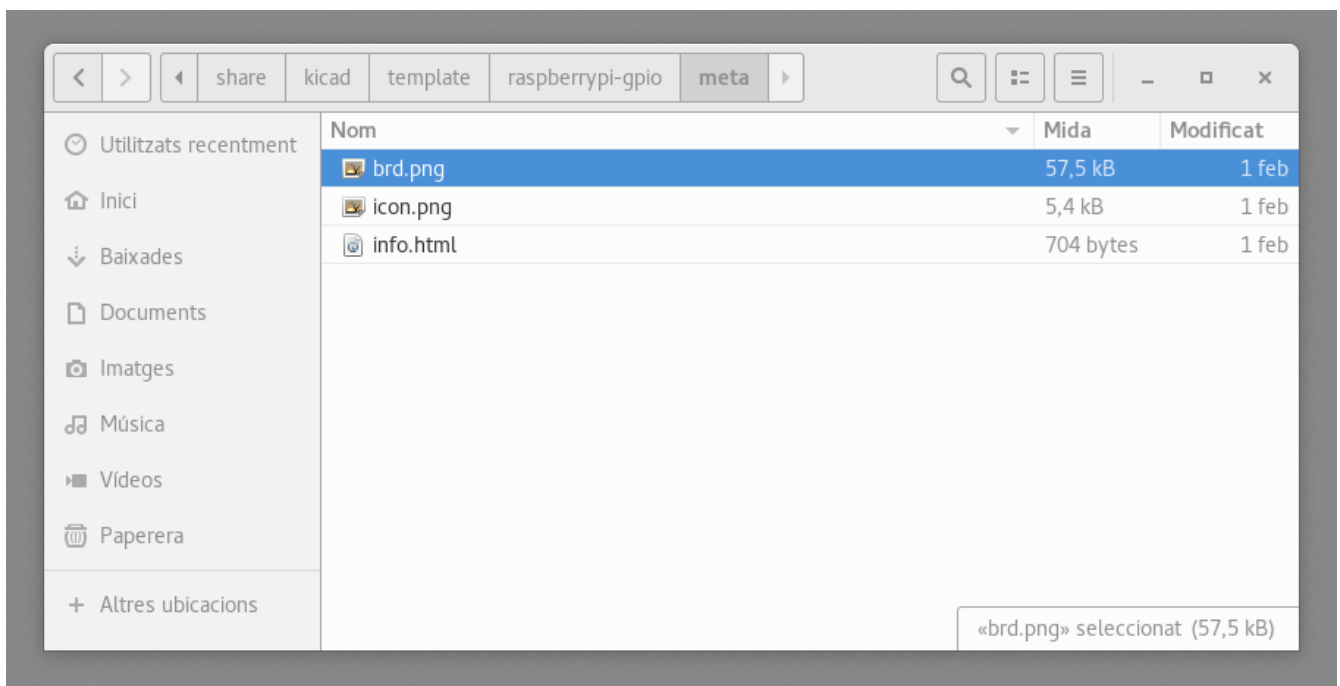 share kicad template raspberrypi-gpio meta
Nom Mida Modificat
Utilitzats recentment
Inici
Baixades
Documents
Imatges
Música
Vídeos
Paperera
Altres ubicacions
brd.png 57,5 kB 1 feb
icon.png 5,4 kB 1 feb
info.html 704 bytes 1 feb
«brd.png» seleccionat (57,5 kB)